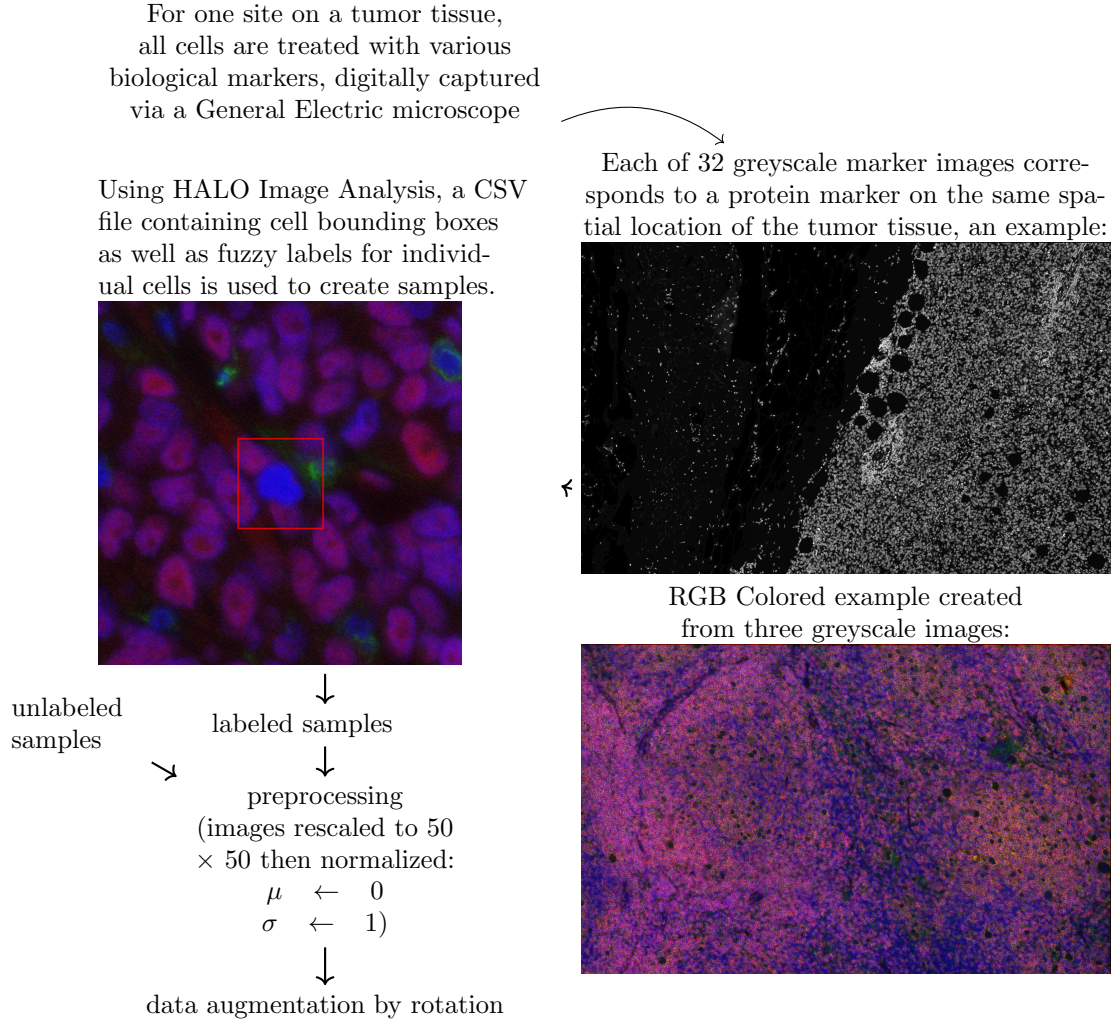 For one site on a tumor tissue,
all cells are treated with various
biological markers, digitally captured
via a General Electric microscope
Each of 32 greyscale marker images corre-
sponds to a protein marker on the same spa-
tial location of the tumor tissue, an example:
RGB Colored example created
from three greyscale images:
Using HALO Image Analysis, a CSV
file containing cell bounding boxes
as well as fuzzy labels for individ-
ual cells is used to create samples.
unlabeled
samples
labeled samples
preprocessing
(images rescaled to 50
× 50 then normalized:
μ ← 0
σ ← 1)
data augmentation by rotation